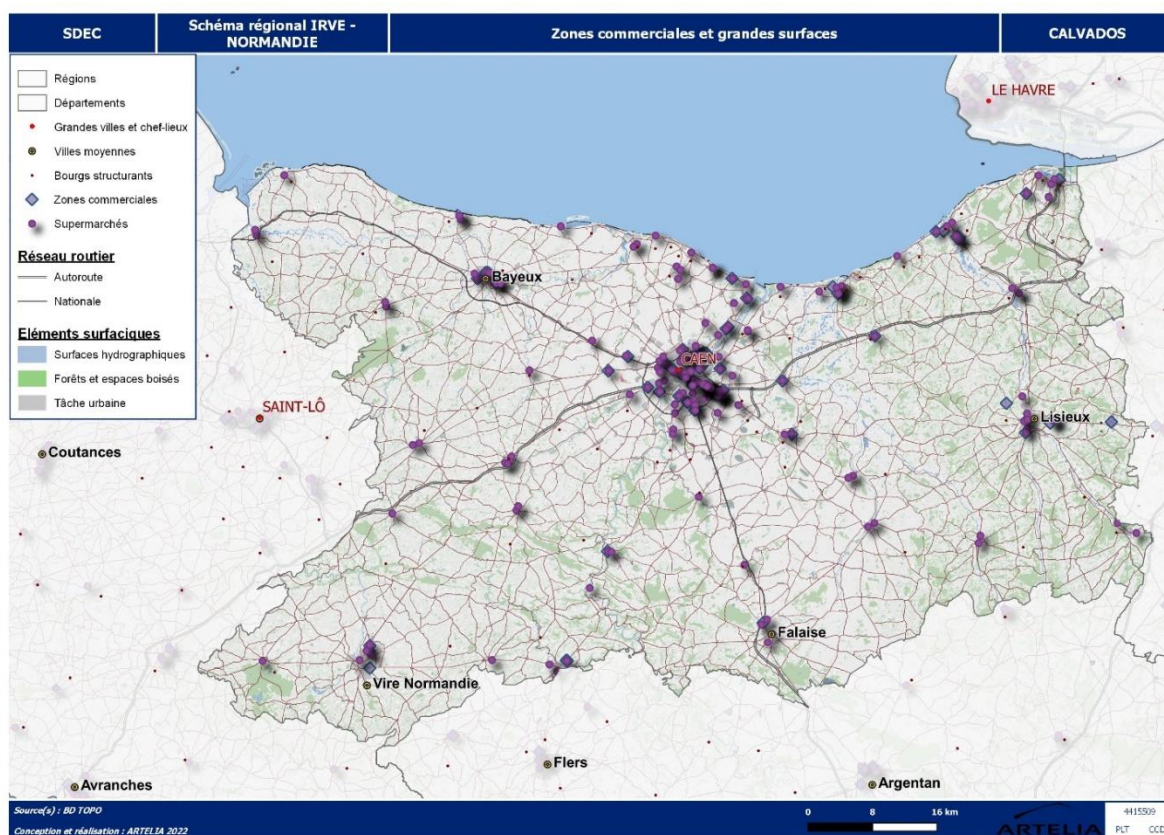 SDEC
Schéma régional IRVE -
NORMANDIE
Zones commerciales et grandes surfaces
CALVADOS
Régions
Départements
Grandes villes et chef-lieux
Villes moyennes
Bourgs structurants
Zones commerciales
Supermarchés
Réseau routier
Autoroute
Nationale
Eléments surfaciques
Surfaces hydrographiques
Forêts et espaces boisés
Tâche urbaine
LE HAVRE
Bayeux
CAEN
SAINT-LÔ
Lisieux
Coutances
Falaise
Vire Normandie
Flers
Avranches
Argentan
Source(s) : BD TOPO
Conception et réalisation : ARTELIA 2022
0 8 16 km
ARTELIA
4415509
PLT CCD